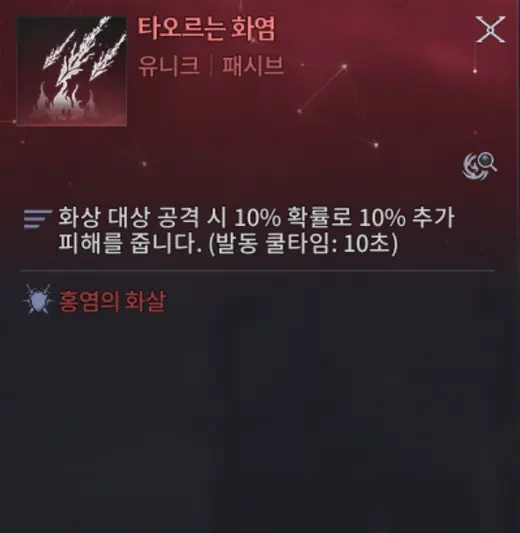 타오르는 화염
유니크 | 패시브
화상 대상 공격 시 10% 확률로 10% 추가
피해를 줍니다. (발동 쿨타임: 10초)
홍염의 화살